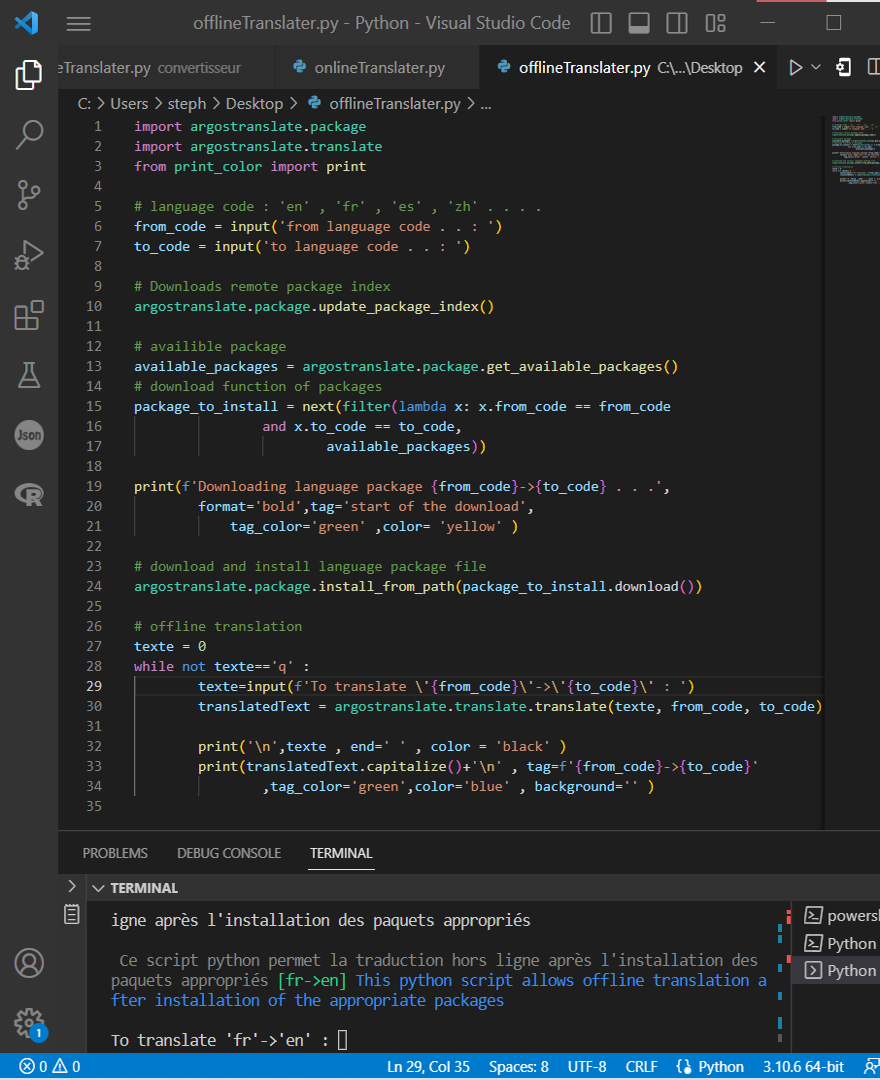 offlineTranslater.py - Python - Visual Studio Code
eTranslater.py convertisseur
onlineTranslater.py
offlineTranslater.py C:\...\Desktop
C: > Users > steph > Desktop > offlineTranslater.py > ...
1 import argostranslate.package
2 import argostranslate.translate
3 from print_color import print
4
5 # language code : 'en' , 'fr' , 'es' , 'zh' . . . .
6 from_code = input('from language code . . : ')
7 to_code = input('to language code . . : ')
8
9 # Downloads remote package index
10 argostranslate.package.update_package_index()
11
12 # availible package
13 available_packages = argostranslate.package.get_available_packages()
14 # download function of packages
15 package_to_install = next(filter(lambda x: x.from_code == from_code
16 and x.to_code == to_code,
17 available_packages))
18
19 print(f'Downloading language package {from_code}->{to_code} . . .',
20 format='bold',tag='start of the download',
21 tag_color='green' ,color= 'yellow' )
22
23 # download and install language package file
24 argostranslate.package.install_from_path(package_to_install.download())
25
26 # offline translation
27 texte = 0
28 while not texte=='q' :
29 texte=input(f'To translate \'{from_code}\'->\'{to_code}\' : ')
30 translatedText = argostranslate.translate.translate(texte, from_code, to_code)
31
32 print('\n',texte , end=' ' , color = 'black' )
33 print(translatedText.capitalize()+'\n' , tag=f'{from_code}->{to_code}'
34 ,tag_color='green',color='blue' , background='' )
35
Json
R
PROBLEMS DEBUG CONSOLE TERMINAL
TERMINAL
igne après l'installation des paquets appropriés
Ce script python permet la traduction hors ligne après l'installation des
paquets appropriés [fr->en] This python script allows offline translation a
fter installation of the appropriate packages
To translate 'fr'->'en' :
powersh
Python
Python
1
0 0
Ln 29, Col 35 Spaces: 8 UTF-8 CRLF Python 3.10.6 64-bit